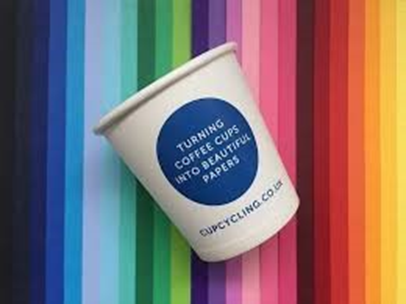 TURNING
COFFEE CUPS
INTO BEAUTIFUL
PAPERS
CUPCYCLING.CO.UK